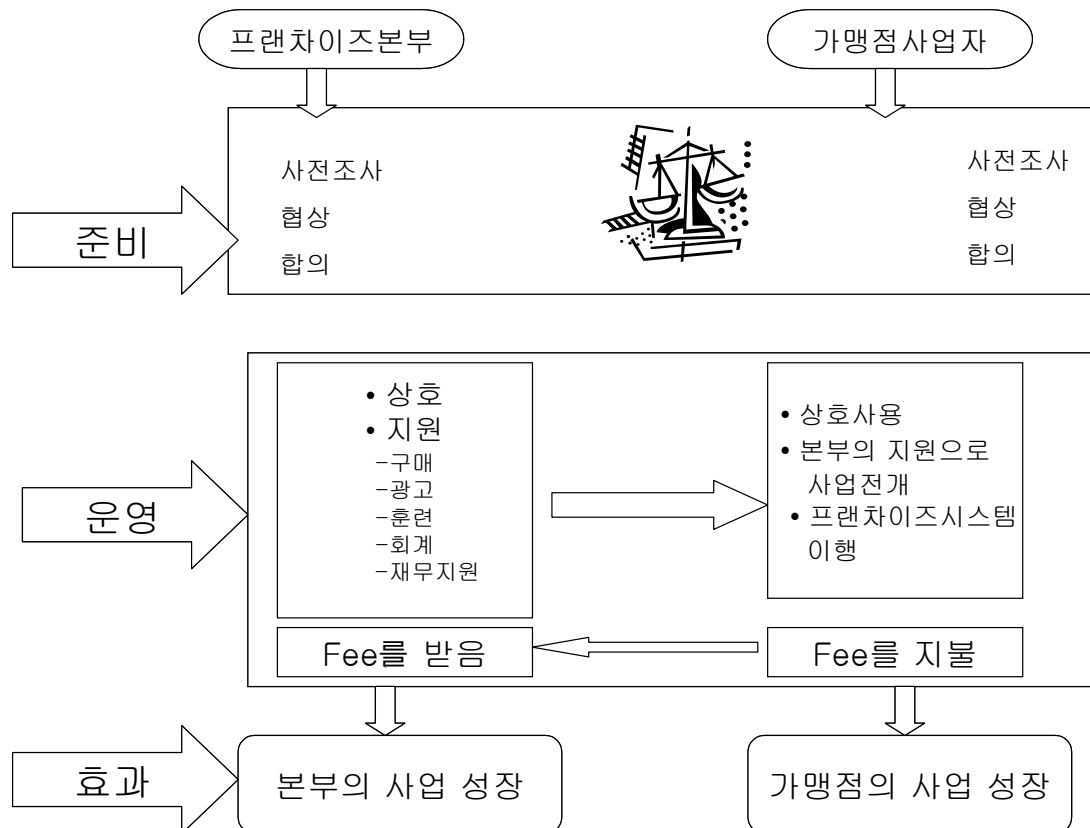 프랜차이즈본부
가맹점사업자
준비
사전조사
협상
합의
사전조사
협상
합의
운영
• 상호
• 지원
-구매
-광고
-훈련
-회계
-재무지원
• 상호사용
• 본부의 지원으로
사업전개
• 프랜차이즈시스템
이행
Fee를 받음
Fee를 지불
효과
본부의 사업 성장
가맹점의 사업 성장